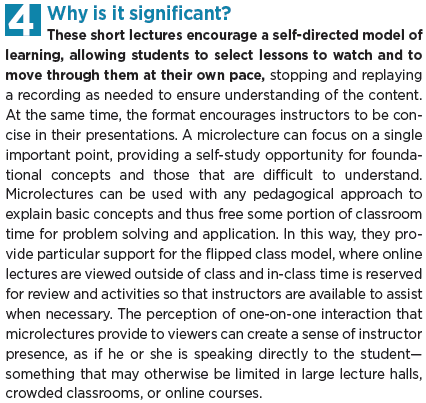 4 Why is it significant?
These short lectures encourage a self-directed model of
learning, allowing students to select lessons to watch and to
move through them at their own pace, stopping and replaying
a recording as needed to ensure understanding of the content.
At the same time, the format encourages instructors to be con-
cise in their presentations. A microlecture can focus on a single
important point, providing a self-study opportunity for founda-
tional concepts and those that are difficult to understand.
Microlectures can be used with any pedagogical approach to
explain basic concepts and thus free some portion of classroom
time for problem solving and application. In this way, they pro-
vide particular support for the flipped class model, where online
lectures are viewed outside of class and in-class time is reserved
for review and activities so that instructors are available to assist
when necessary. The perception of one-on-one interaction that
microlectures provide to viewers can create a sense of instructor
presence, as if he or she is speaking directly to the student—
something that may otherwise be limited in large lecture halls,
crowded classrooms, or online courses.